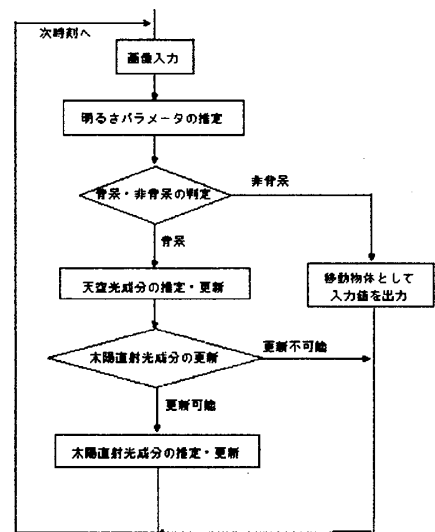 次時刻へ
画像入力
明るさパラメータの推定
背景・非背景の判定
非背景
背景
天空光成分の推定・更新
移動物体として
入力値を出力
太陽直射光成分の更新
更新不可能
更新可能
太陽直射光成分の推定・更新